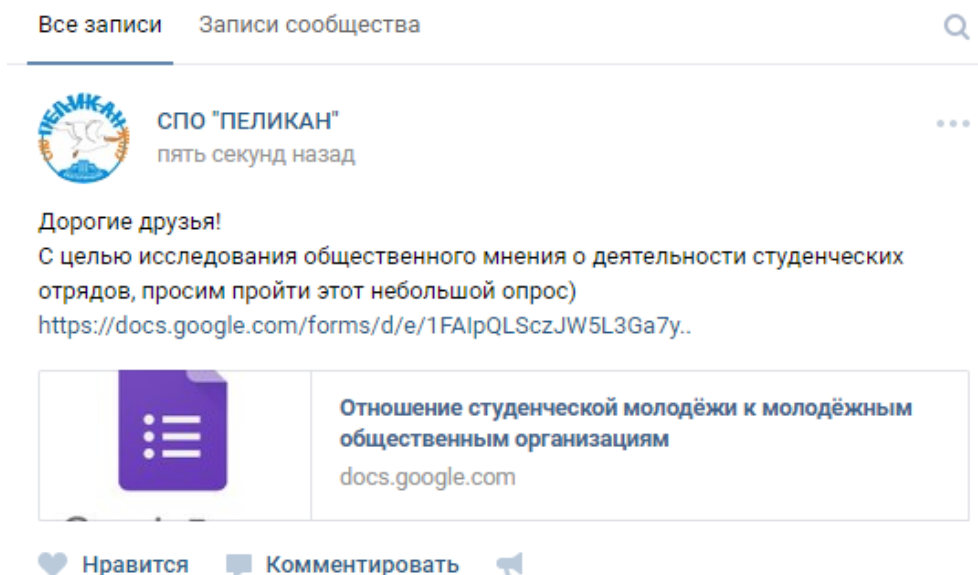 Все записи Записи сообщества
СПО "ПЕЛИКАН"
пять секунд назад
Дорогие друзья!
С целью исследования общественного мнения о деятельности студенческих
отрядов, просим пройти этот небольшой опрос)
https://docs.google.com/forms/d/e/1FAIpQLSczJW5L3Ga7y..
Отношение студенческой молодёжи к молодёжным
общественным организациям
docs.google.com
Нравится Комментировать